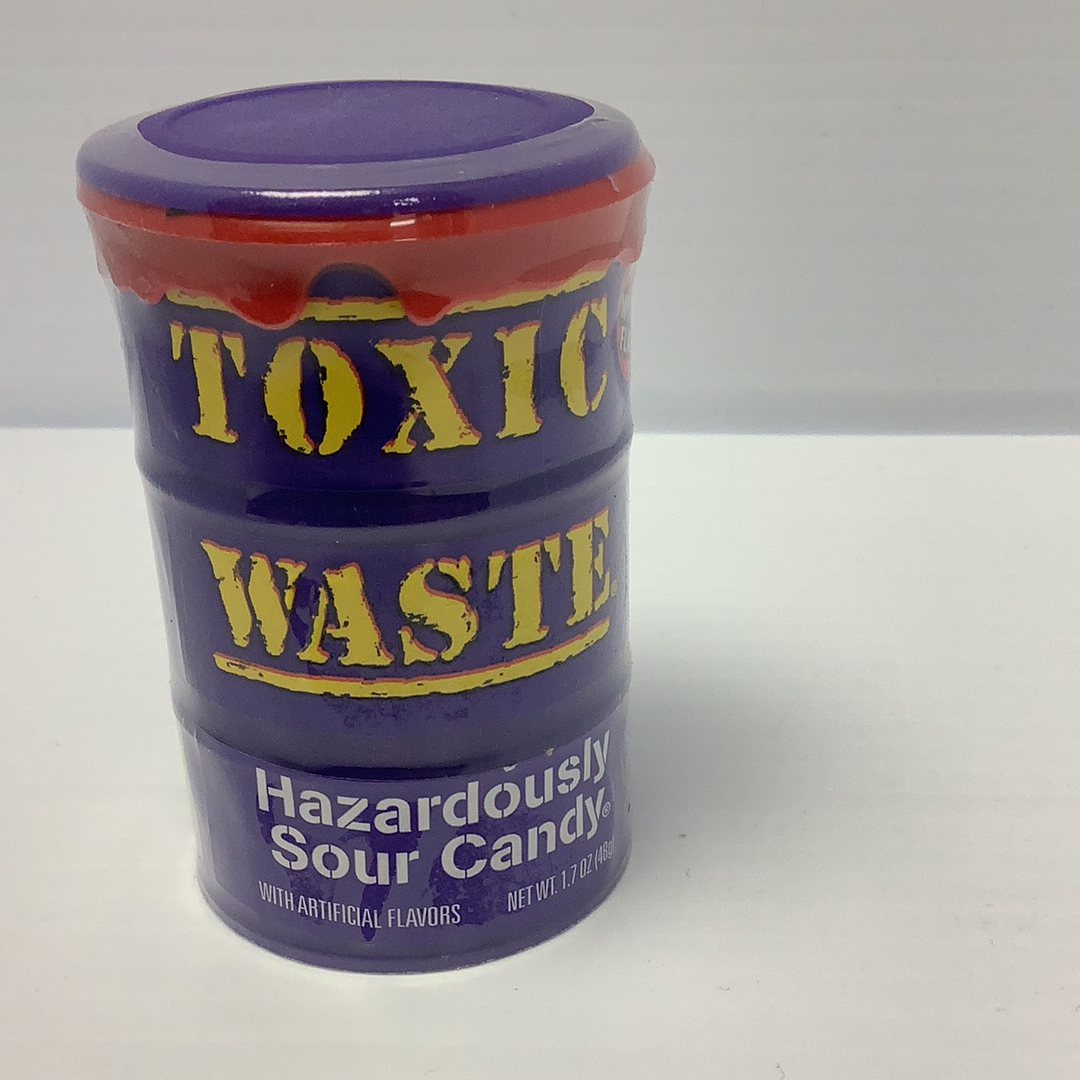 TOXIC
WASTE®
Hazardously
Sour Candy®
WITH ARTIFICIAL FLAVORS NET WT. 1.7 OZ (48g)